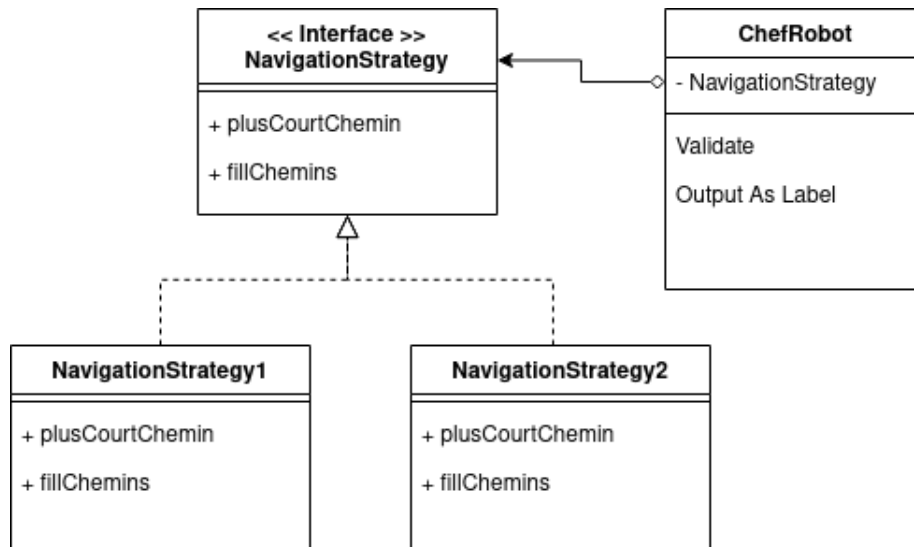 << Interface >>
NavigationStrategy
+ plusCourtChemin
+ fillChemins
ChefRobot
- NavigationStrategy
Validate
Output As Label
NavigationStrategy1
+ plusCourtChemin
+ fillChemins
NavigationStrategy2
+ plusCourtChemin
+ fillChemins